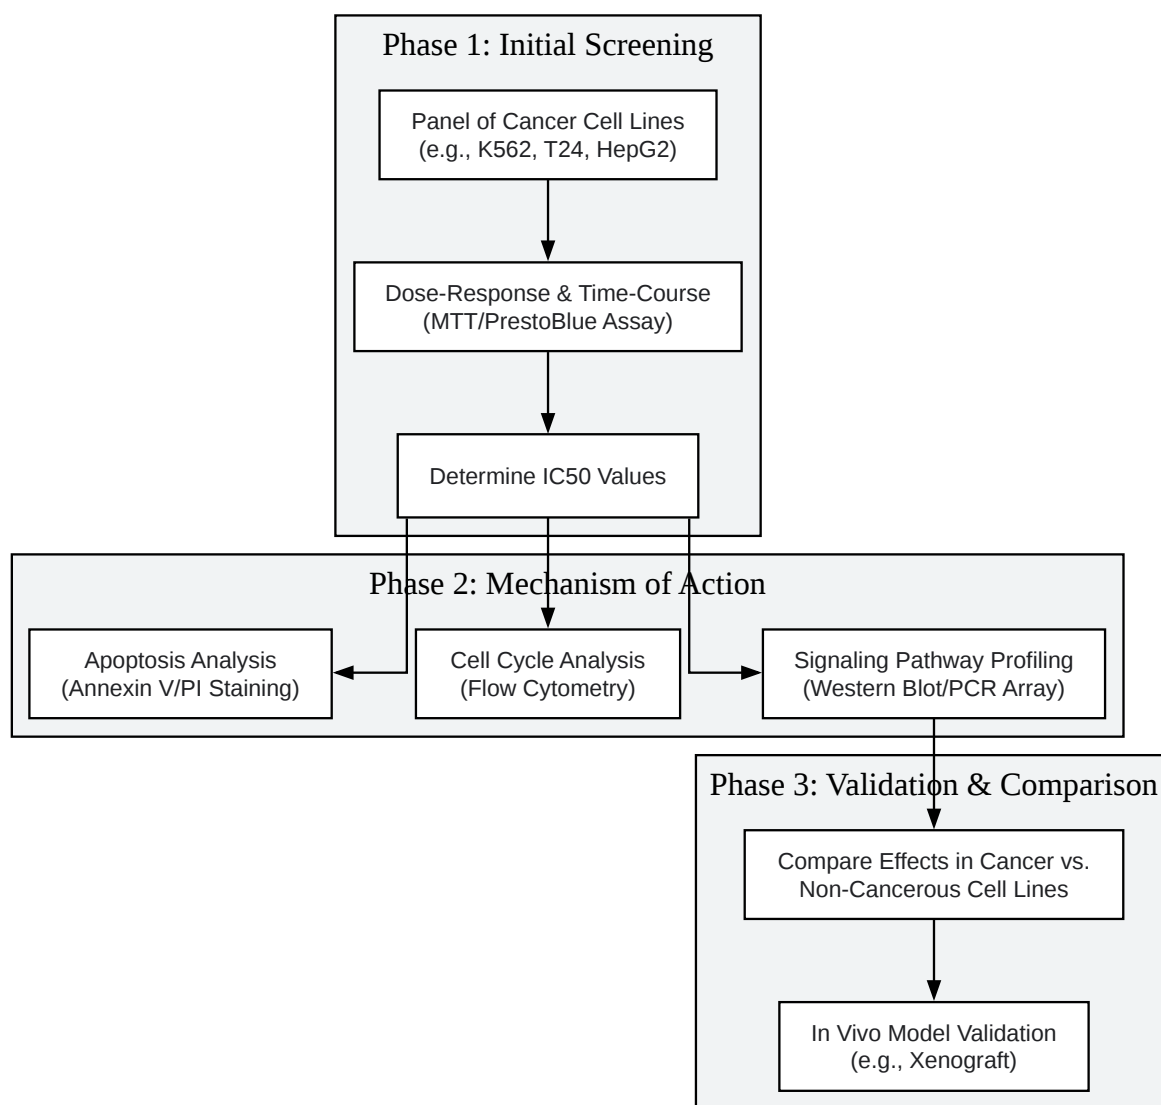 Phase 1: Initial Screening
Panel of Cancer Cell Lines
(e.g., K562, T24, HepG2)
Dose-Response & Time-Course
(MTT/PrestoBlue Assay)
Determine IC50 Values
Phase 2: Mechanism of Action
Apoptosis Analysis
(Annexin V/PI Staining)
Cell Cycle Analysis
(Flow Cytometry)
Signaling Pathway Profiling
(Western Blot/PCR Array)
Phase 3: Validation & Comparison
Compare Effects in Cancer vs.
Non-Cancerous Cell Lines
In Vivo Model Validation
(e.g., Xenograft)